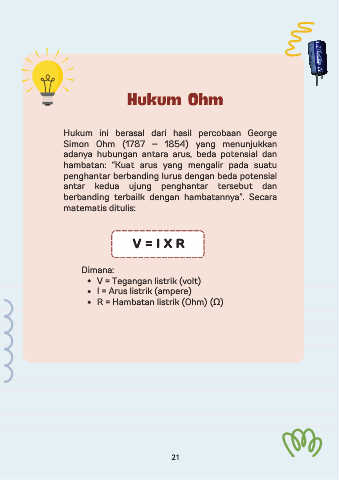 Hukum Ohm
Hukum ini berasal dari hasil percobaan George
Simon Ohm (1787 – 1854) yang menunjukkan
adanya hubungan antara arus, beda potensial dan
hambatan: "Kuat arus yang mengalir pada suatu
penghantar berbanding lurus dengan beda potensial
antar kedua ujung penghantar tersebut dan
berbanding terbalik dengan hambatannya". Secara
matematis ditulis:
V = I X R
Dimana:
• V = Tegangan listrik (volt)
• I = Arus listrik (ampere)
• R = Hambatan listrik (Ohm) (Ω)
21